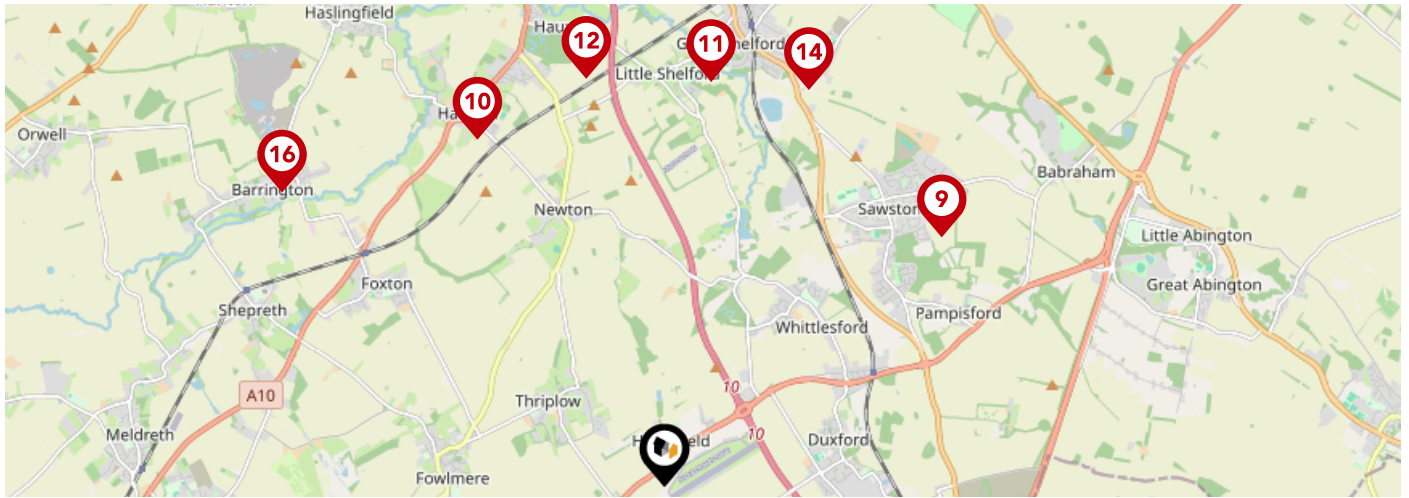 Haslingfield
12
11
14
Little Shelford
10
Orwell
16
Barrington
Babraham
9
Newton
Little Abington
Foxton
Great Abington
Shepreth
Pampisford
Whittlesford
10
A10
Thriplow
10
Meldreth
Duxford
Fowlmere